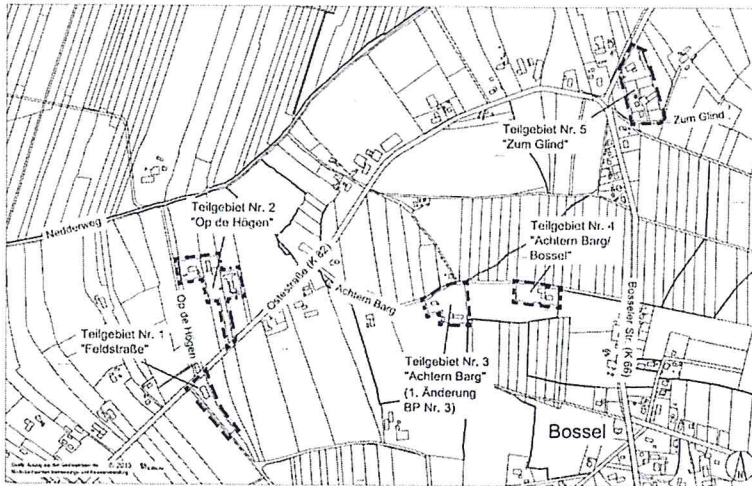 Teilgebiet Nr. 5
"Zum Glind"
Zum Glind
Teilgebiet Nr. 2
"Op de Högen"
Nedderweg
Teilgebiet Nr. 4
"Achtern Barg/
Bossel"
Ostestraße (K 82)
Achtern Barg
Op de Högen
Teilgebiet Nr. 1
"Feldstraße"
Bosseler Str. (K 66)
Teilgebiet Nr. 3
"Achtern Barg"
(1. Änderung
BP Nr. 3)
Bossel